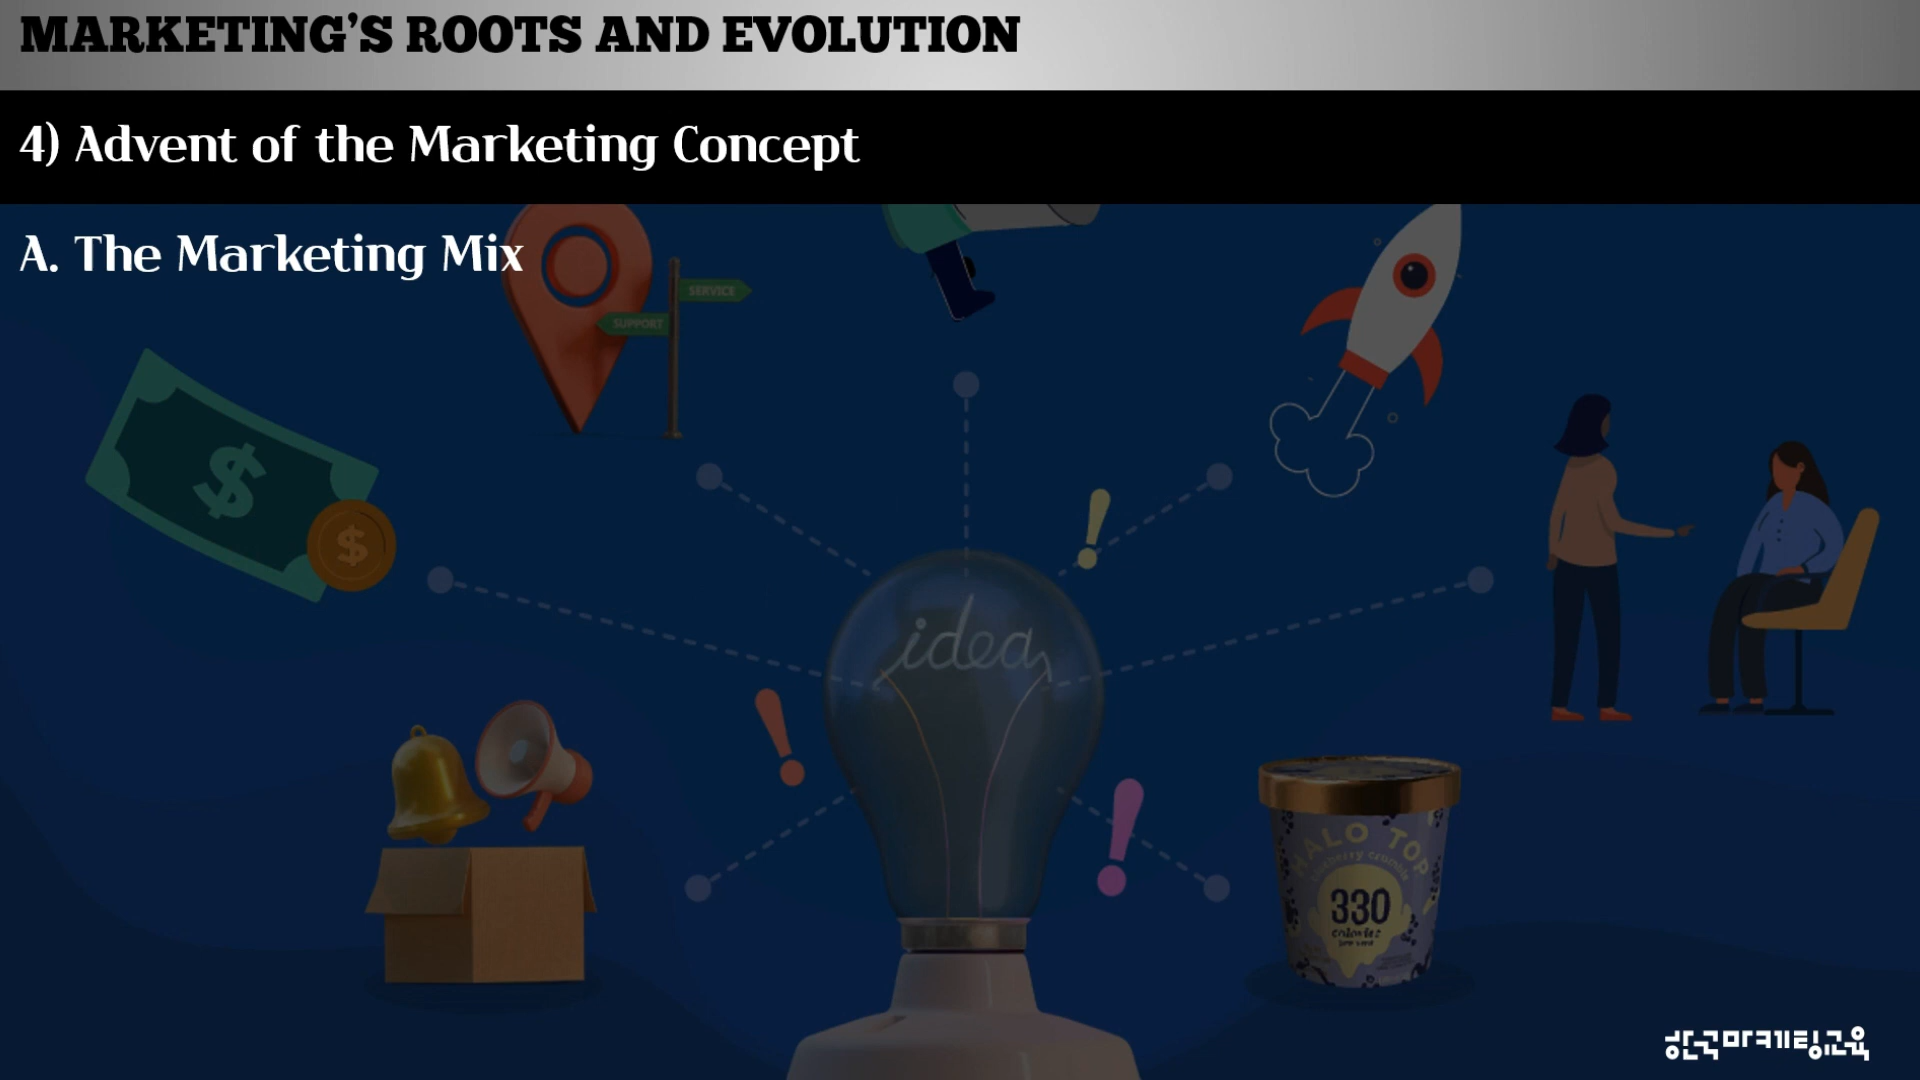 MARKETING'S ROOTS AND EVOLUTION
4) Advent of the Marketing Concept
A. The Marketing Mix
SERVICE
SUPPORT
$
$
idea
HALO TOP
330
calories
한국마케팅교육